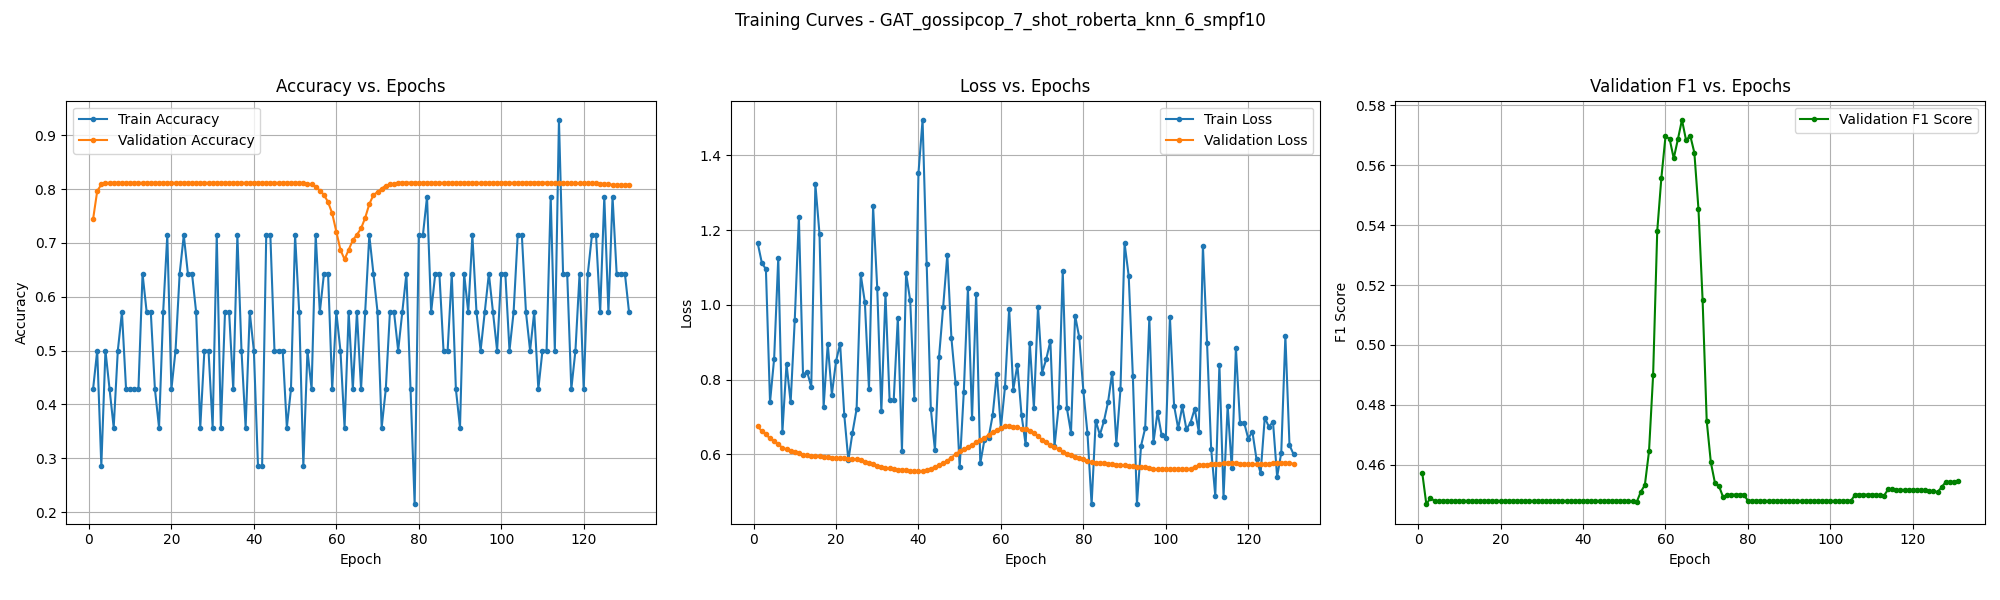 Training Curves - GAT_gossipcop_7_shot_roberta_knn_6_smpf10
Accuracy vs. Epochs
Train Accuracy
Validation Accuracy
Accuracy
0.9
0.8
0.7
0.6
0.5
0.4
0.3
0.2
0 20 40 60 80 100 120
Epoch
Loss vs. Epochs
Train Loss
Validation Loss
Loss
1.4
1.2
1.0
0.8
0.6
0 20 40 60 80 100 120
Epoch
Validation F1 vs. Epochs
Validation F1 Score
F1 Score
0.58
0.56
0.54
0.52
0.50
0.48
0.46
0 20 40 60 80 100 120
Epoch